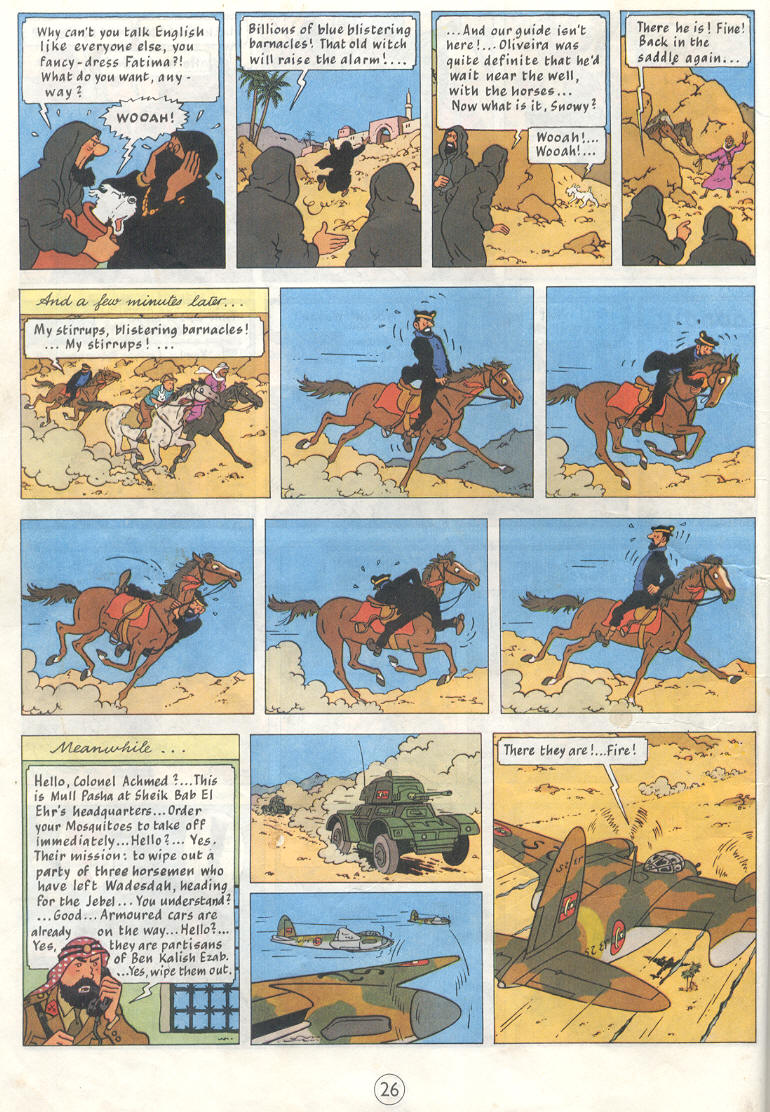 Why can't you talk English
like everyone else, you
fancy-dress Fatima?!
What do you want, any-
way?
WOOAH!
Billions of blue blistering
barnacles! That old witch
will raise the alarm!...
...And our guide isn't
here!... Oliveira was
quite definite that he'd
wait near the well,
with the horses...
Now what is it, Snowy?
Wooah!...
Wooah!...
There he is! Fine!
Back in the
saddle again...
And a few minutes later...
My stirrups, blistering barnacles!
... My stirrups! ...
Meanwhile ...
Hello, Colonel Achmed?...This
is Mull Pasha at Sheik Bab El
Ehr's headquarters...Order
your Mosquitoes to take off
immediately...Hello?... Yes.
Their mission: to wipe out a
party of three horsemen who
have left Wadesdah, heading
for the Jebel... You understand?
...Good... Armoured cars are
already on the way...Hello?...
Yes, they are partisans
of Ben Kalish Ezab.
...Yes, wipe them out.
There they are!...Fire!
26